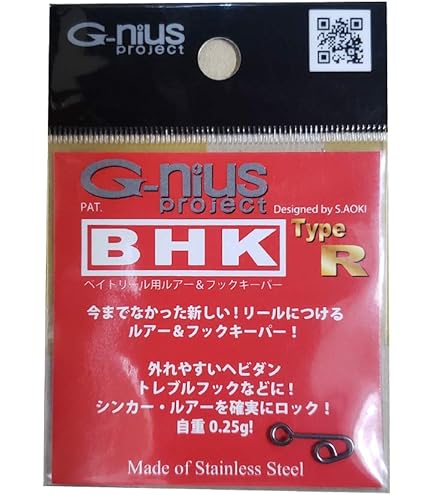 G-nius
project
G-nius
project
PAT.
Designed by S.AOKI
BHK Type R
ベイトリール用ルアー＆フックキーパー
今までなかった新しい！リールにつける
ルアー＆フックキーパー！
外れやすいヘビダン
トレブルフックなどに！
シンカー・ルアーを確実にロック！
自重 0.25g!
Made of Stainless Steel